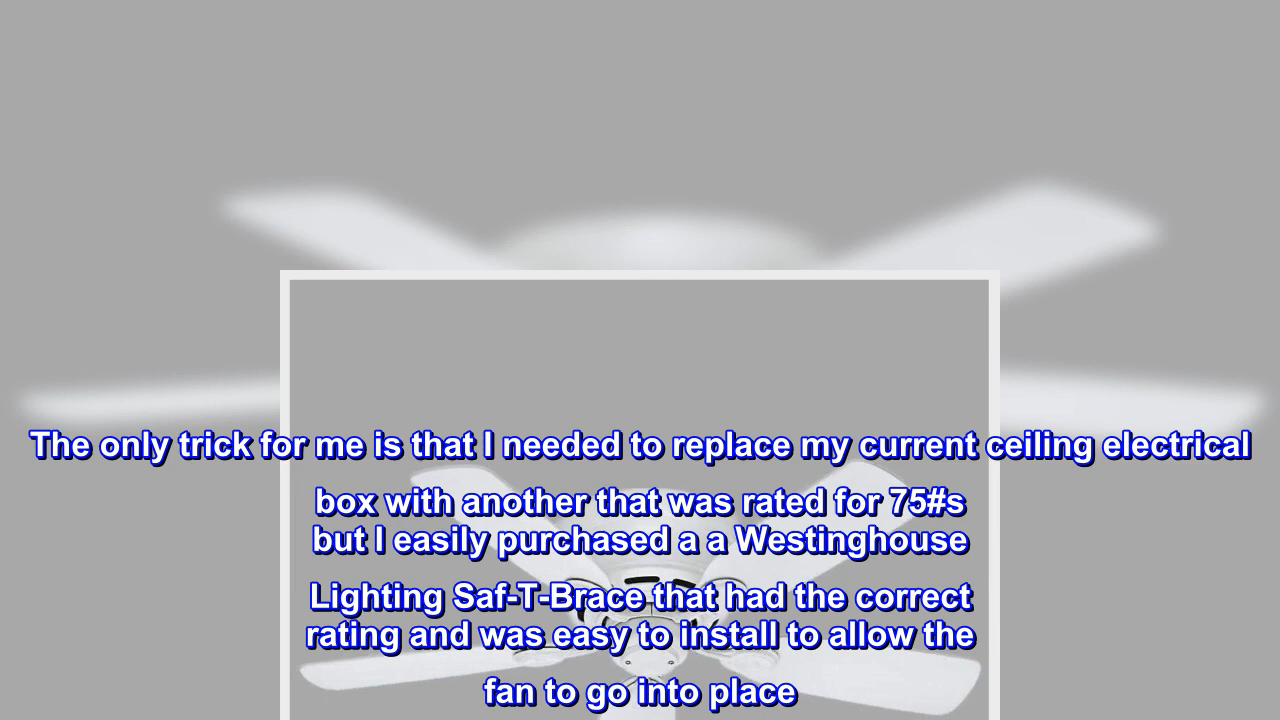 The only trick for me is that I needed to replace my current ceiling electrical
box with another that was rated for 75#s
but I easily purchased a a Westinghouse
Lighting Saf-T-Brace that had the correct
rating and was easy to install to allow the
fan to go into place